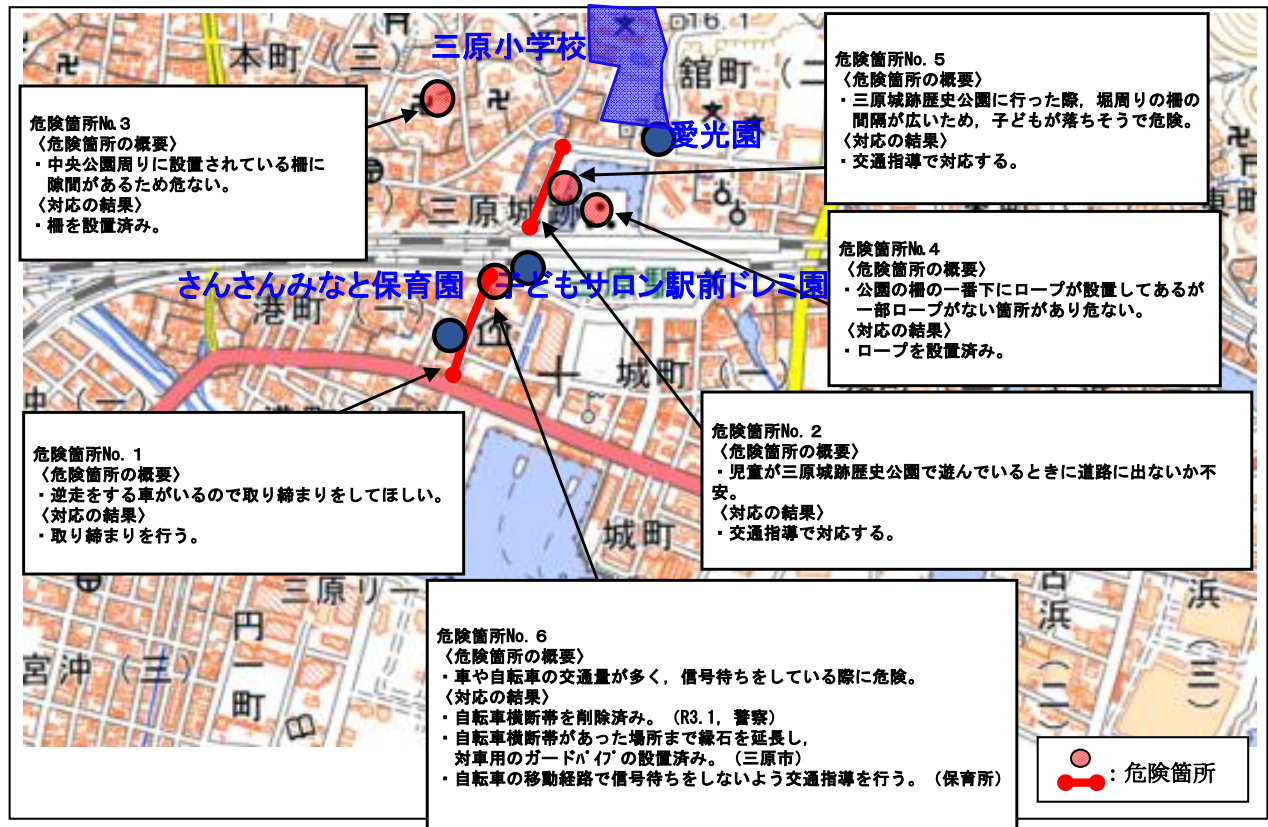 本町（三）
三原小学校
16.1
舘町（二
愛光園
三原城跡
さんさんみなと保育園
子どもサロン駅前ドレミ園
港町（一）
城町（一）
城町
三原リー
円一町
宮沖（三）
古浜（二）
浜（三）
東町
危険箇所No.3
〈危険箇所の概要〉
・中央公園周りに設置されている柵に
隙間があるため危ない。
〈対応の結果〉
・柵を設置済み。
危険箇所No.5
〈危険箇所の概要〉
・三原城跡歴史公園に行った際，堀周りの柵の
間隔が広いため，子どもが落ちそうで危険。
〈対応の結果〉
・交通指導で対応する。
危険箇所No.4
〈危険箇所の概要〉
・公園の柵の一番下にロープが設置してあるが
一部ロープがない箇所があり危ない。
〈対応の結果〉
・ロープを設置済み。
危険箇所No.1
〈危険箇所の概要〉
・逆走をする車がいるので取り締まりをしてほしい。
〈対応の結果〉
・取り締まりを行う。
危険箇所No.2
〈危険箇所の概要〉
・児童が三原城跡歴史公園で遊んでいるときに道路に出ないか不
安。
〈対応の結果〉
・交通指導で対応する。
危険箇所No.6
〈危険箇所の概要〉
・車や自転車の交通量が多く，信号待ちをしている際に危険。
〈対応の結果〉
・自転車横断帯を削除済み。（R3.1，警察）
・自転車横断帯があった場所まで縁石を延長し，
対車用のガードパイプの設置済み。（三原市）
・自転車の移動経路で信号待ちをしないよう交通指導を行う。（保育所）
：危険箇所